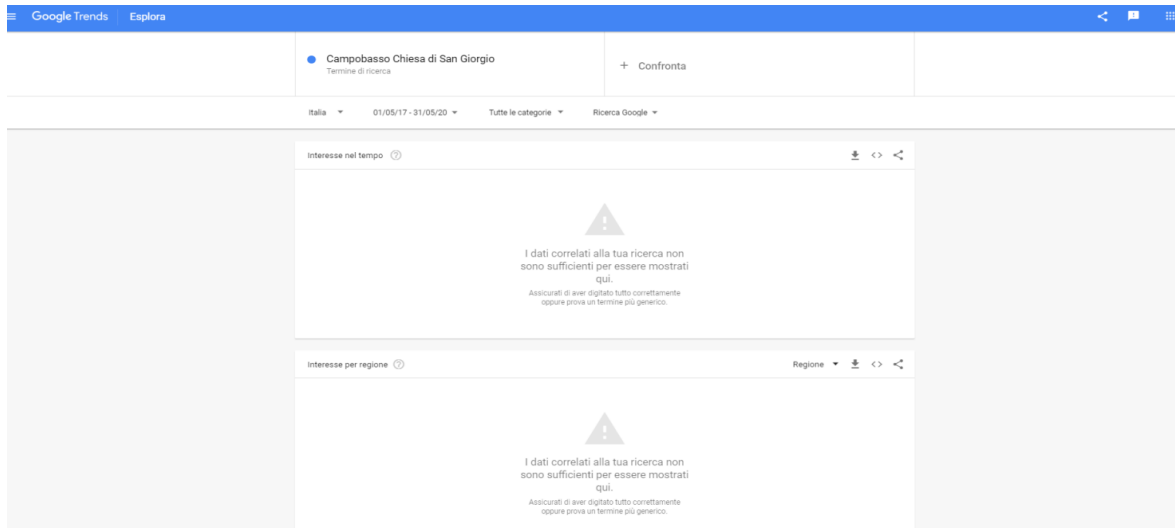 Google Trends Esplora
Campobasso Chiesa di San Giorgio
Termine di ricerca
+ Confronta
Italia 01/05/17 - 31/05/20 Tutte le categorie Ricerca Google
Interesse nel tempo
I dati correlati alla tua ricerca non
sono sufficienti per essere mostrati
qui.
Assicurati di aver digitato tutto correttamente
oppure prova un termine più generico.
Interesse per regione Regione
I dati correlati alla tua ricerca non
sono sufficienti per essere mostrati
qui.
Assicurati di aver digitato tutto correttamente
oppure prova un termine più generico.